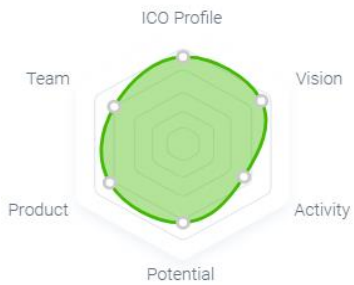 ICO Profile
Team
Vision
Product
Activity
Potential